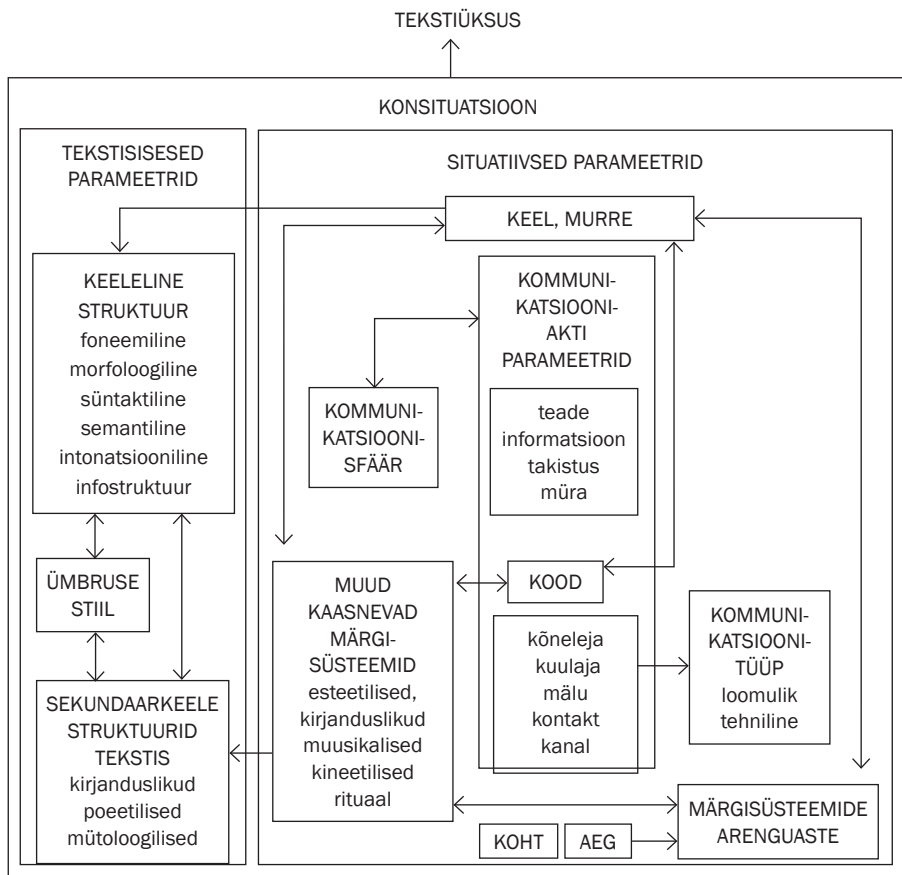 TEKSTIÜKSUS
KONSITUATSIOON
TEKSTISISESED
PARAMEETRID
KEELELINE
STRUKTUUR
foneemiline
morfoloogiline
süntaktiline
semantiline
intonatsiooniline
infostruktuur
ÜMBRUSE
STIIL
SEKUNDAARKEELE
STRUKTUURID
TEKSTIS
kirjanduslikud
poeetilised
mütoloogilised
SITUATIIVSED PARAMEETRID
KEEL, MURRE
KOMMUNI-
KATSIOONI-
AKTI
PARAMEETRID
teade
informatsioon
takistus
müra
KOMMUNI-
KATSIOONI-
SFÄÄR
MUUD
KAASNEVAD
MÄRGI-
SÜSTEEMID
esteetilised,
kirjanduslikud
muusikalised
kineetilised
rituaal
KOOD
kõneleja
kuulaja
mälu
kontakt
kanal
KOMMUNI-
KATSIOONI-
TÜÜP
loomulik
tehniline
KOHT
AEG
MÄRGISÜSTEEMIDE
ARENGUASTE